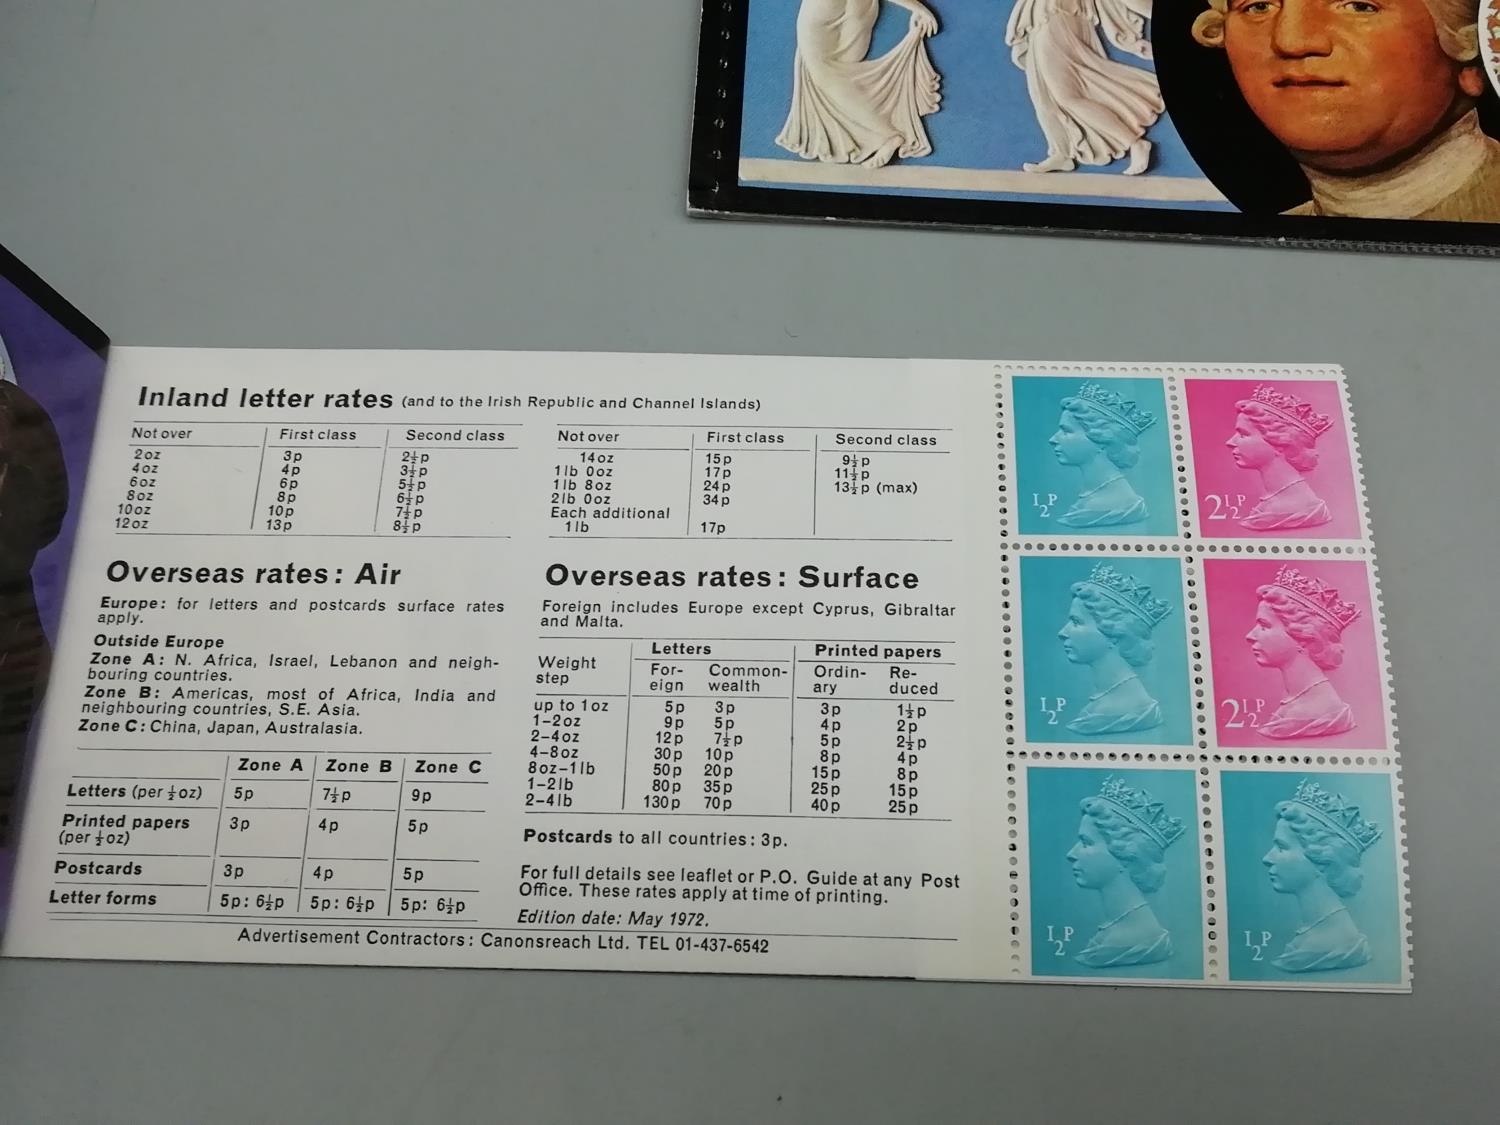 Inland letter rates (and to the Irish Republic and Channel Islands)
Not over First class Second class
2oz 3p 2½p
4oz 4p 3½p
6oz 6p 5½p
8oz 8p 6½p
10oz 10p 7½p
12oz 13p 8½p
Not over First class Second class
14oz 15p 9½p
1lb 0oz 17p 11½p
1lb 8oz 24p 13½p (max)
2lb 0oz 34p
Each additional
1lb 17p
Overseas rates: Air
Europe: for letters and postcards surface rates
apply.
Outside Europe
Zone A: N. Africa, Israel, Lebanon and neigh-
bouring countries.
Zone B: Americas, most of Africa, India and
neighbouring countries, S.E. Asia.
Zone C: China, Japan, Australasia.
Zone A Zone B Zone C
Letters (per ½oz) 5p 7½p 9p
Printed papers 3p 4p 5p
(per ½oz)
Postcards 3p 4p 5p
Letter forms 5p: 6½p 5p: 6½p 5p: 6½p
Overseas rates: Surface
Foreign includes Europe except Cyprus, Gibraltar
and Malta.
Letters Printed papers
Weight For- Common- Ordin- Re-
step eign wealth ary duced
up to 1oz 5p 3p 3p 1½p
1–2oz 9p 5p 4p 2p
2–4oz 12p 7½p 5p 2½p
4–8oz 30p 10p 8p 4p
8oz–1lb 50p 20p 15p 8p
1–2lb 80p 35p 25p 15p
2–4lb 130p 70p 40p 25p
Postcards to all countries: 3p.
For full details see leaflet or P.O. Guide at any Post
Office. These rates apply at time of printing.
Edition date: May 1972.
Advertisement Contractors: Canonsreach Ltd. TEL 01-437-6542
½P 2½P
½P 2½P
½P ½P